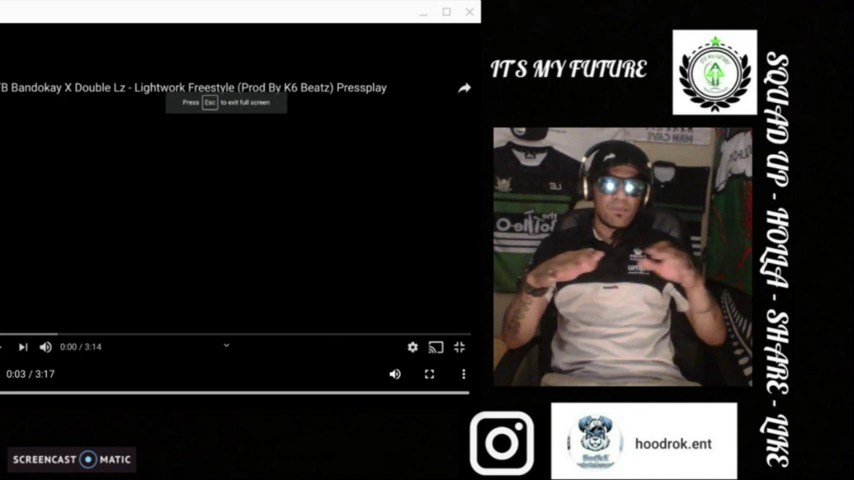 IT'S MY FUTURE
B Bandokay X Double Lz - Lightwork Freestyle (Prod By K6 Beatz) Pressplay
Press Esc to exit full screen
0:00 / 3:14
0:03 / 3:17
SQUAD UP - HOLLA - SHARE - LIKE
hoodrok.ent
SCREENCAST MATIC